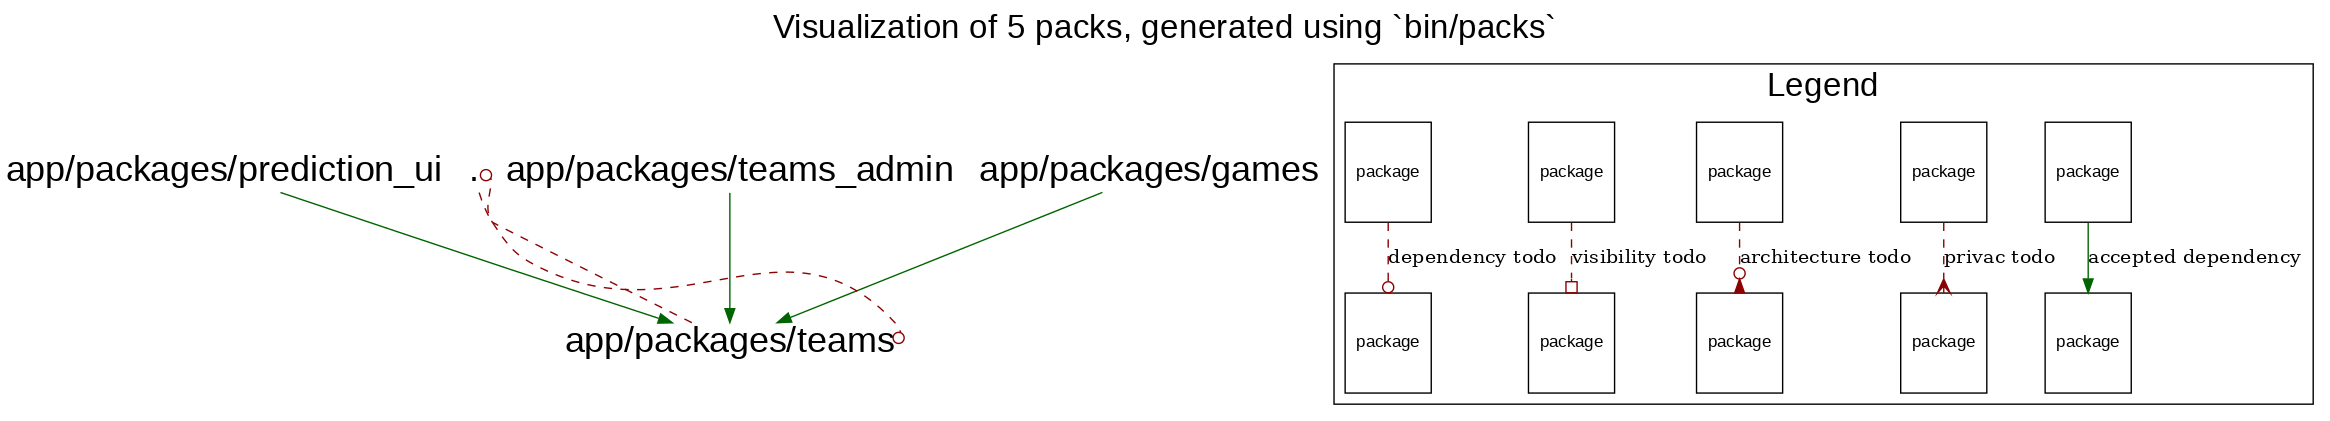 Visualization of 5 packs, generated using `bin/packs`
Legend
app/packages/prediction_ui
.
app/packages/teams_admin
app/packages/games
package
package
package
package
package
dependency todo
visibility todo
architecture todo
privac todo
accepted dependency
app/packages/teams
package
package
package
package
package